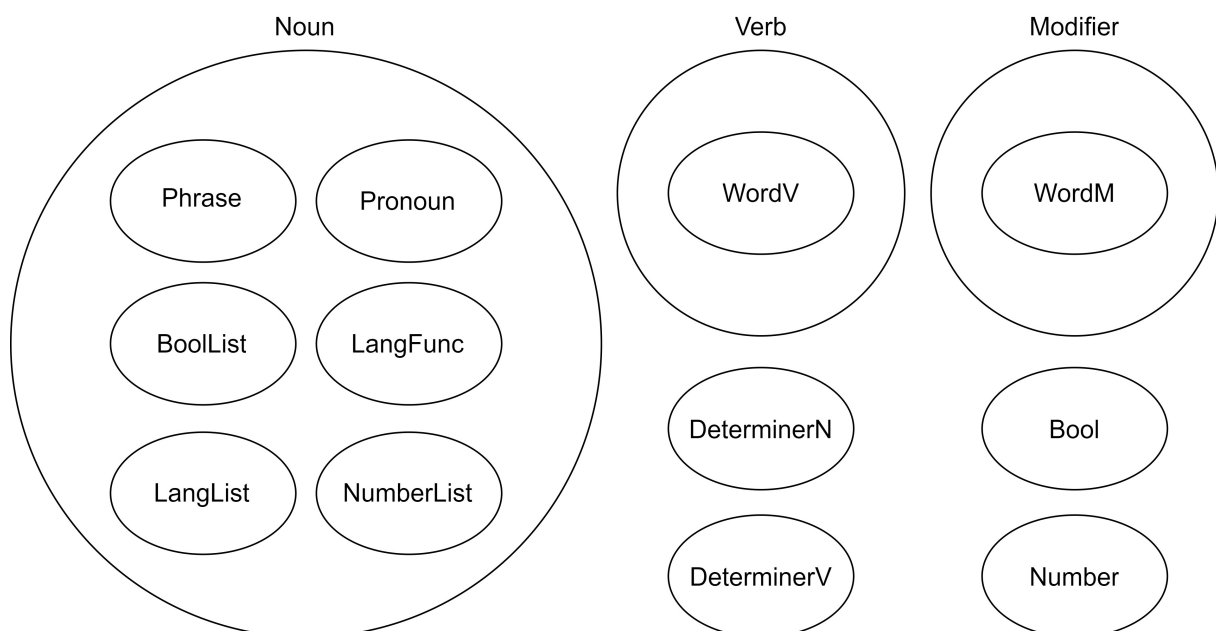 Noun
Verb
Modifier
Phrase
Pronoun
WordV
WordM
BoolList
LangFunc
DeterminerN
Bool
LangList
NumberList
DeterminerV
Number